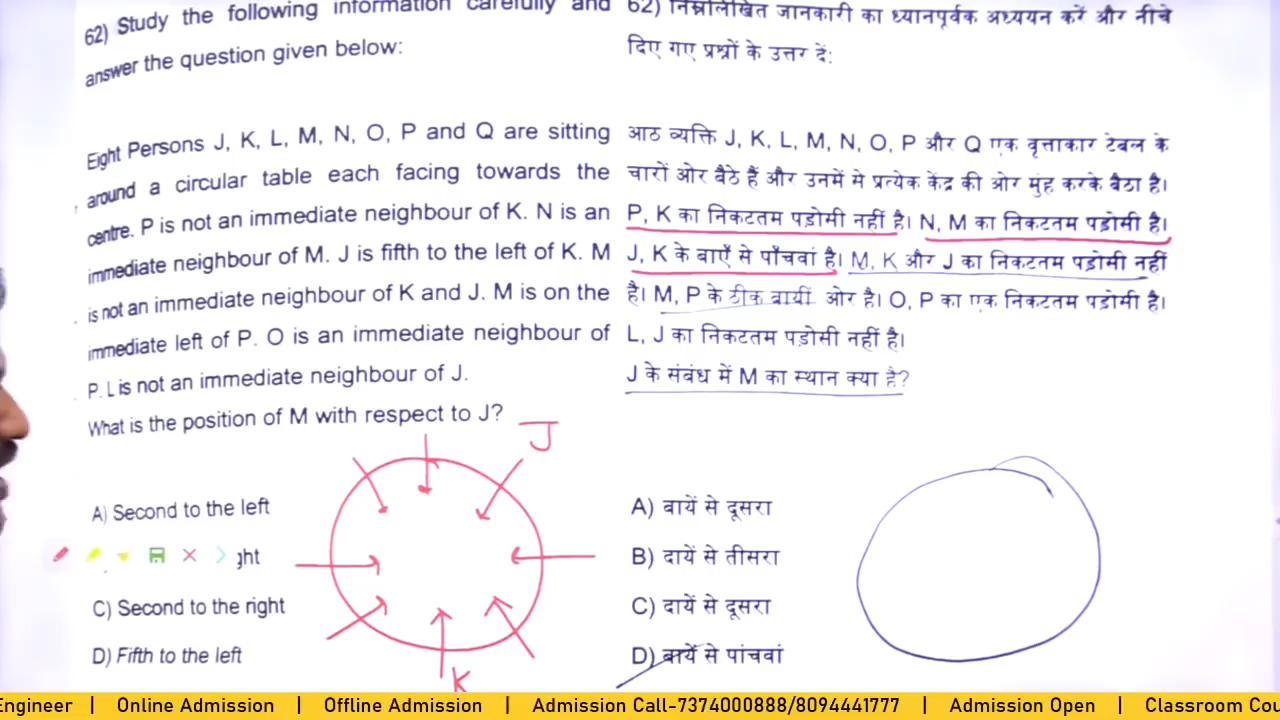 62) Study the following information carefully and
answer the question given below:
Eight Persons J, K, L, M, N, O, P and Q are sitting
around a circular table each facing towards the
centre. P is not an immediate neighbour of K. N is an
immediate neighbour of M. J is fifth to the left of K. M
is not an immediate neighbour of K and J. M is on the
immediate left of P. O is an immediate neighbour of
P. L is not an immediate neighbour of J.
What is the position of M with respect to J?
A) Second to the left
ght
C) Second to the right
D) Fifth to the left
J
K
62) निम्नलिखित जानकारी का ध्यानपूर्वक अध्ययन करें और नीचे
दिए गए प्रश्नों के उत्तर दें:
आठ व्यक्ति J, K, L, M, N, O, P और Q एक वृत्ताकार टेबल के
चारों ओर बैठे हैं और उनमें से प्रत्येक केंद्र की ओर मुंह करके बैठा है।
P, K का निकटतम पड़ोसी नहीं है। N, M का निकटतम पड़ोसी है।
J, K के बाएँ से पाँचवां है। M, K और J का निकटतम पड़ोसी नहीं
है। M, P के ठीक बायीं ओर है। O, P का एक निकटतम पड़ोसी है।
L, J का निकटतम पड़ोसी नहीं है।
J के संबंध में M का स्थान क्या है?
A) बायें से दूसरा
B) दायें से तीसरा
C) दायें से दूसरा
D) बायें से पांचवां
Engineer | Online Admission | Offline Admission | Admission Call-7374000888/8094441777 | Admission Open | Classroom Cou